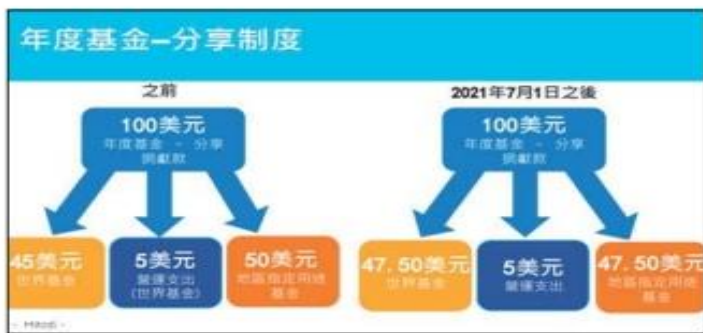 年度基金–分享制度
之前
2021年7月1日之後
100美元
年度基金 - 分享
捐獻款
100美元
年度基金 - 分享
捐獻款
45美元
世界基金
5美元
營運支出
(世界基金)
50美元
地區指定用途
基金
47.50美元
世界基金
5美元
營運支出
47.50美元
地區指定用途
基金